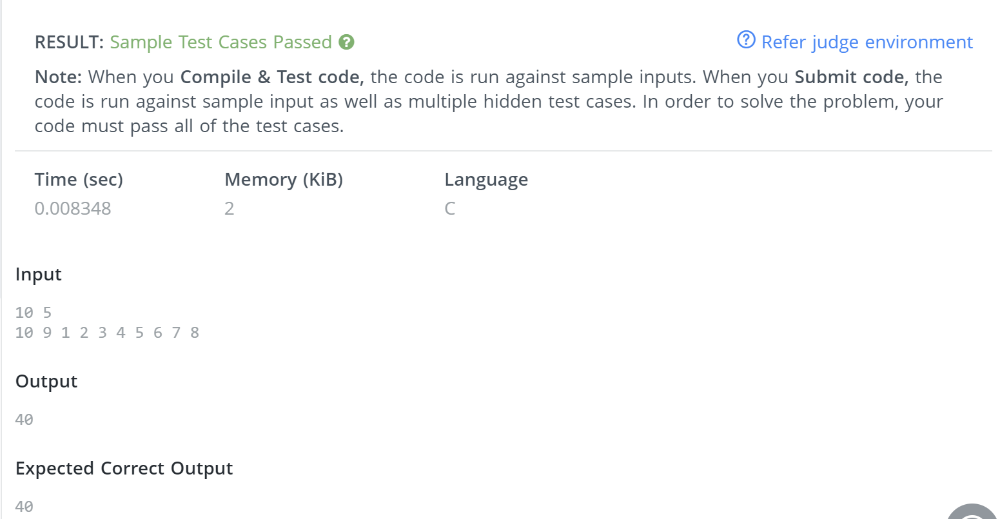 RESULT: Sample Test Cases Passed ? ? Refer judge environment
Note: When you Compile & Test code, the code is run against sample inputs. When you Submit code, the
code is run against sample input as well as multiple hidden test cases. In order to solve the problem, your
code must pass all of the test cases.
Time (sec) Memory (KiB) Language
0.008348 2 C
Input
10 5
10 9 1 2 3 4 5 6 7 8
Output
40
Expected Correct Output
40